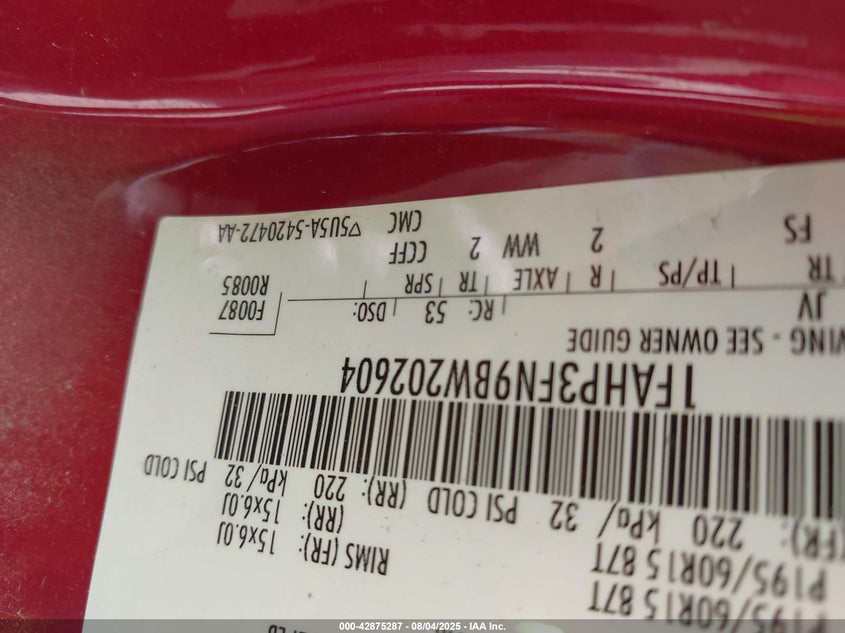 P195/60R15 87T RIMS (FR): 15x6.0J
P195/60R15 87T (RR): 15x6.0J
(FR): 220 kPa/ 32 PSI COLD (RR): 220 kPa/ 32 PSI COLD
1FAHP3FN9BW202604
WING - SEE OWNER GUIDE
JV RC: 53 DSO: F0087
R0085
TR | TP/PS | R | AXLE | TR | SPR
FS 2 WW 2 CCFF
CMC ▽5U5A-5420472-AA
000-42875287 - 08/04/2025 - IAA Inc.